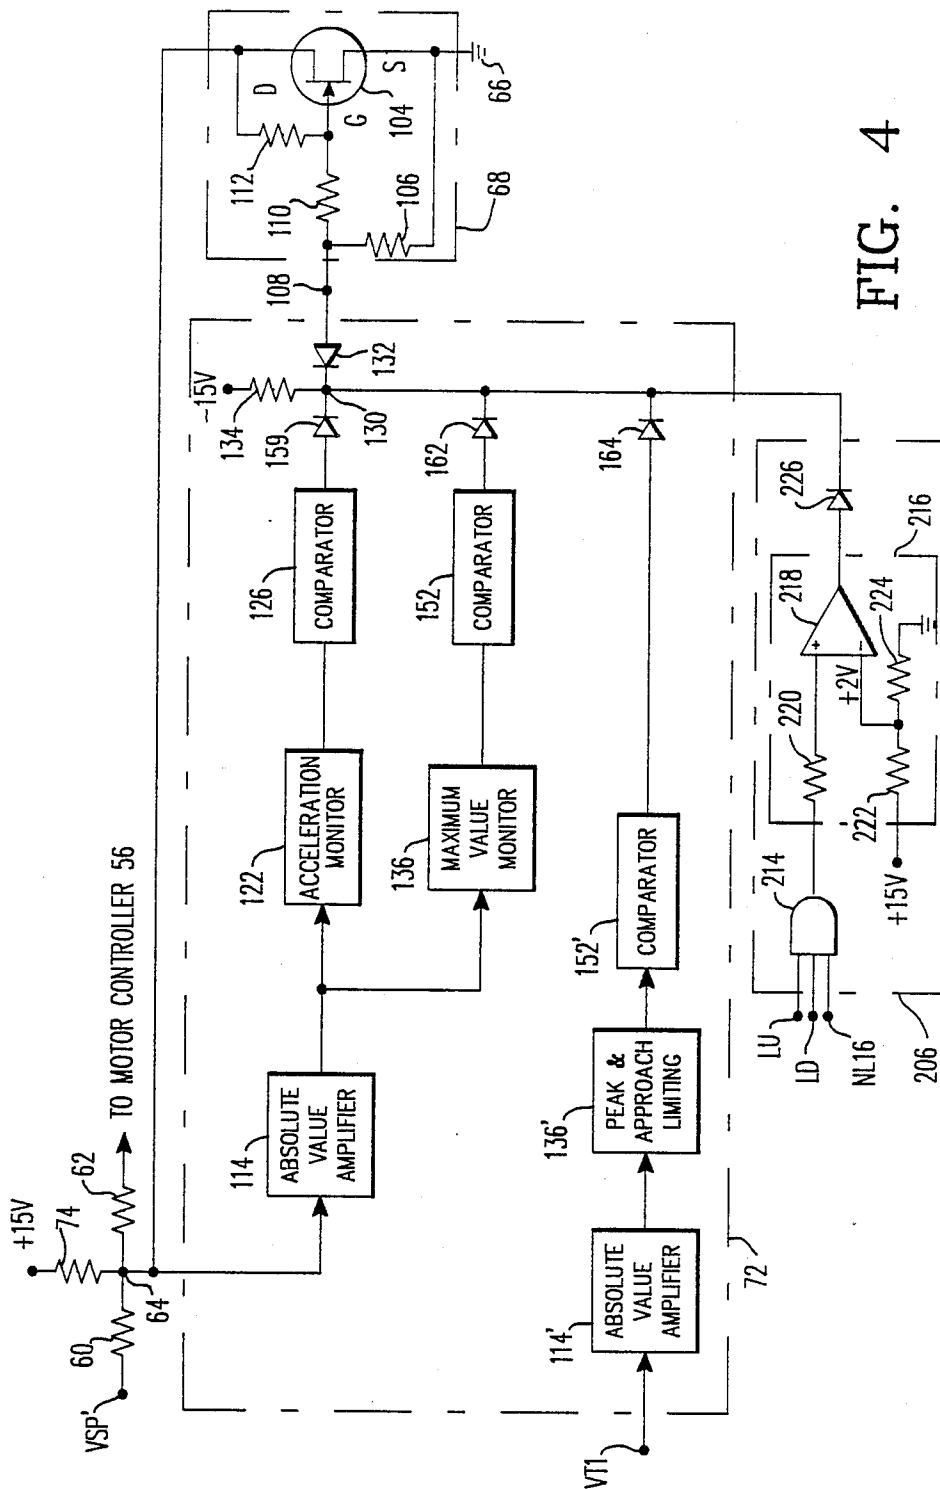 VSP'
60
+15V
74
62
TO MOTOR CONTROLLER 56
64
114
ABSOLUTE
VALUE
AMPLIFIER
122
ACCELERATION
MONITOR
126
COMPARATOR
159
134
-15V
130
132
108
110
112
D
G
S
104
106
66
68
136
MAXIMUM
VALUE
MONITOR
152
COMPARATOR
162
VT1
114'
ABSOLUTE
VALUE
AMPLIFIER
136'
PEAK &
APPROACH
LIMITING
152'
COMPARATOR
164
72
LU
LD
NL16
206
214
220
+2V
+
-
218
226
216
+15V
222
224
FIG. 4